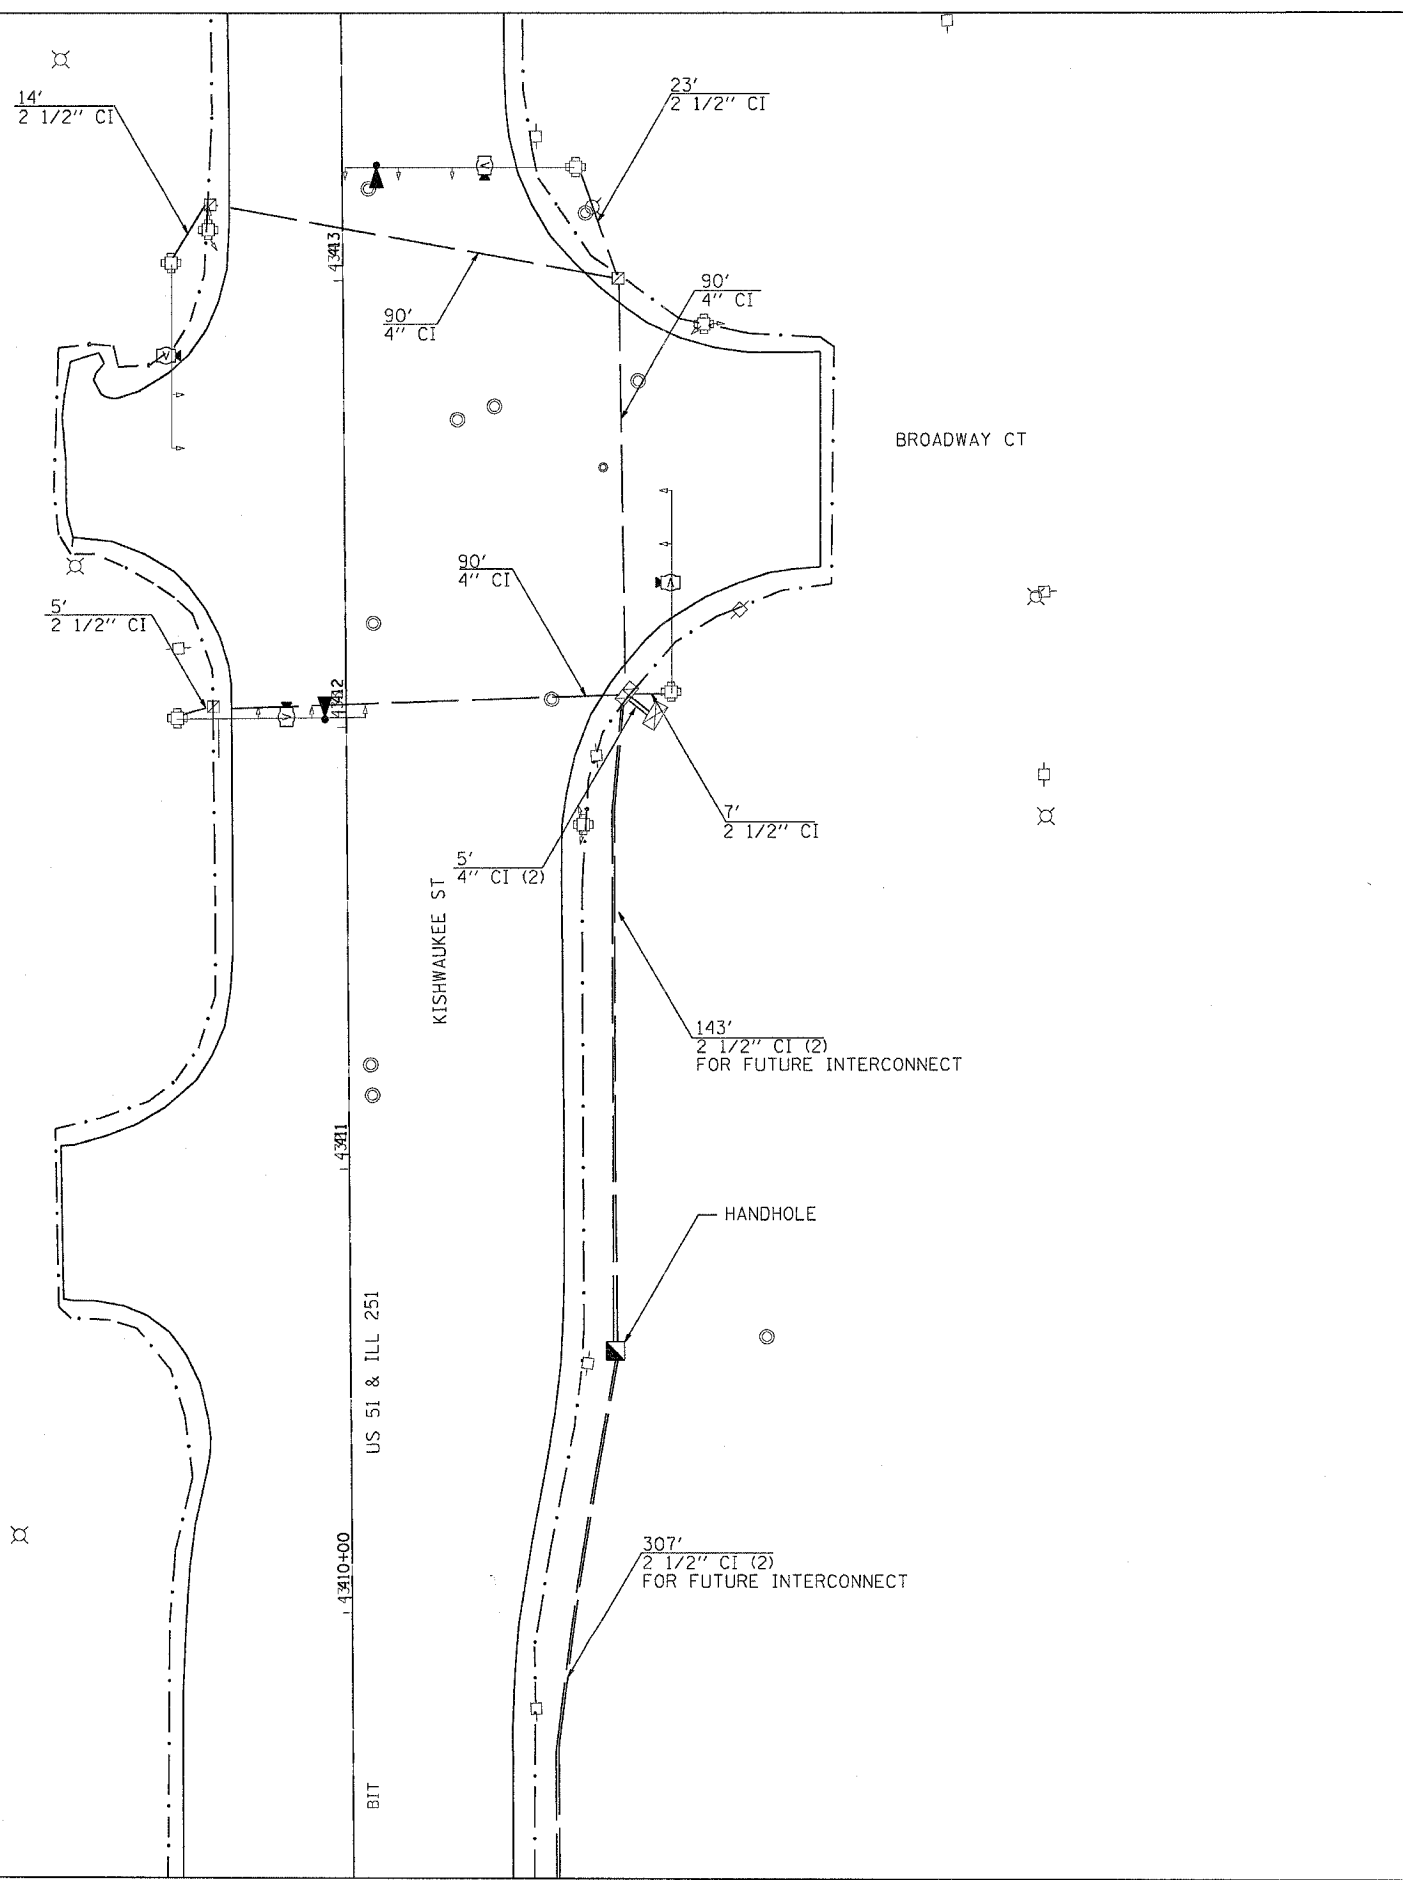 14'
2 1/2" CI
23'
2 1/2" CI
90'
4" CI
90'
4" CI
BROADWAY CT
90'
4" CI
5'
2 1/2" CI
7'
2 1/2" CI
5'
4" CI (2)
KISHWAUKEE ST
143'
2 1/2" CI (2)
FOR FUTURE INTERCONNECT
HANDHOLE
US 51 & ILL 251
307'
2 1/2" CI (2)
FOR FUTURE INTERCONNECT
BIT